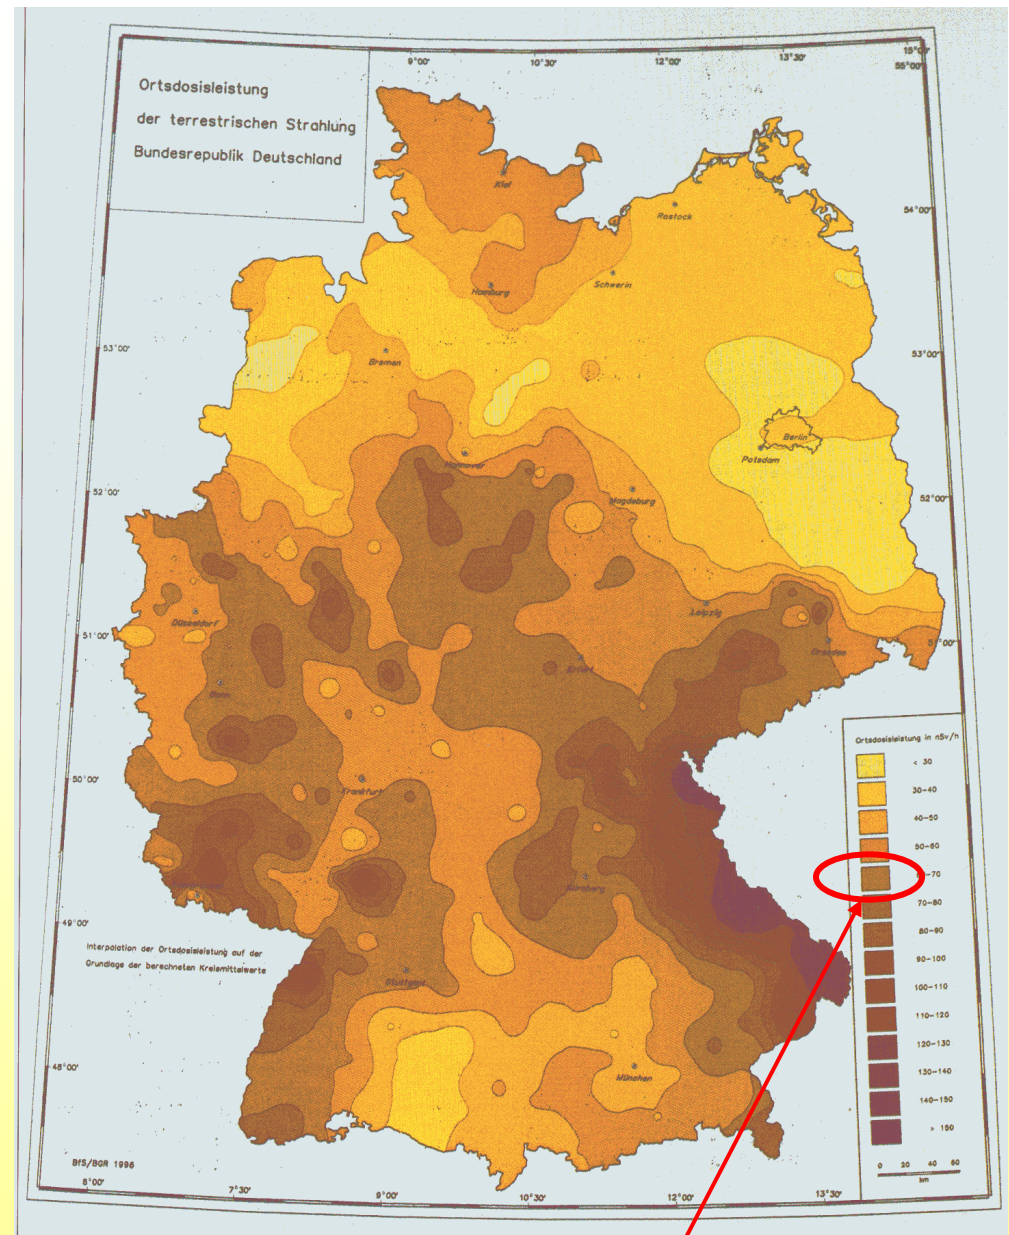 Ortsdosisleistung
der terrestrischen Strahlung
Bundesrepublik Deutschland
9°00'
10°30'
12°00'
13°30'
15°00'
55°00'
54°00'
53°00'
53°00'
52°00'
52°00'
51°00'
51°00'
50°00'
49°00'
48°00'
Kiel
Rostock
Hamburg
Schwerin
Bremen
Berlin
Potsdam
Hannover
Magdeburg
Düsseldorf
Leipzig
Dresden
Erfurt
Bonn
Frankfurt
Nürnberg
Stuttgart
München
Interpolation der Ortsdosisleistung auf der
Grundlage der berechneten Kreismittelwerte
Ortsdosisleistung in nSv/h
< 30
30-40
40-50
50-60
-70
70-80
80-90
90-100
100-110
110-120
120-130
130-140
140-150
> 150
0 20 40 60
km
BfS/BGR 1996
6°00'
7°30'
9°00'
10°30'
12°00'
13°30'